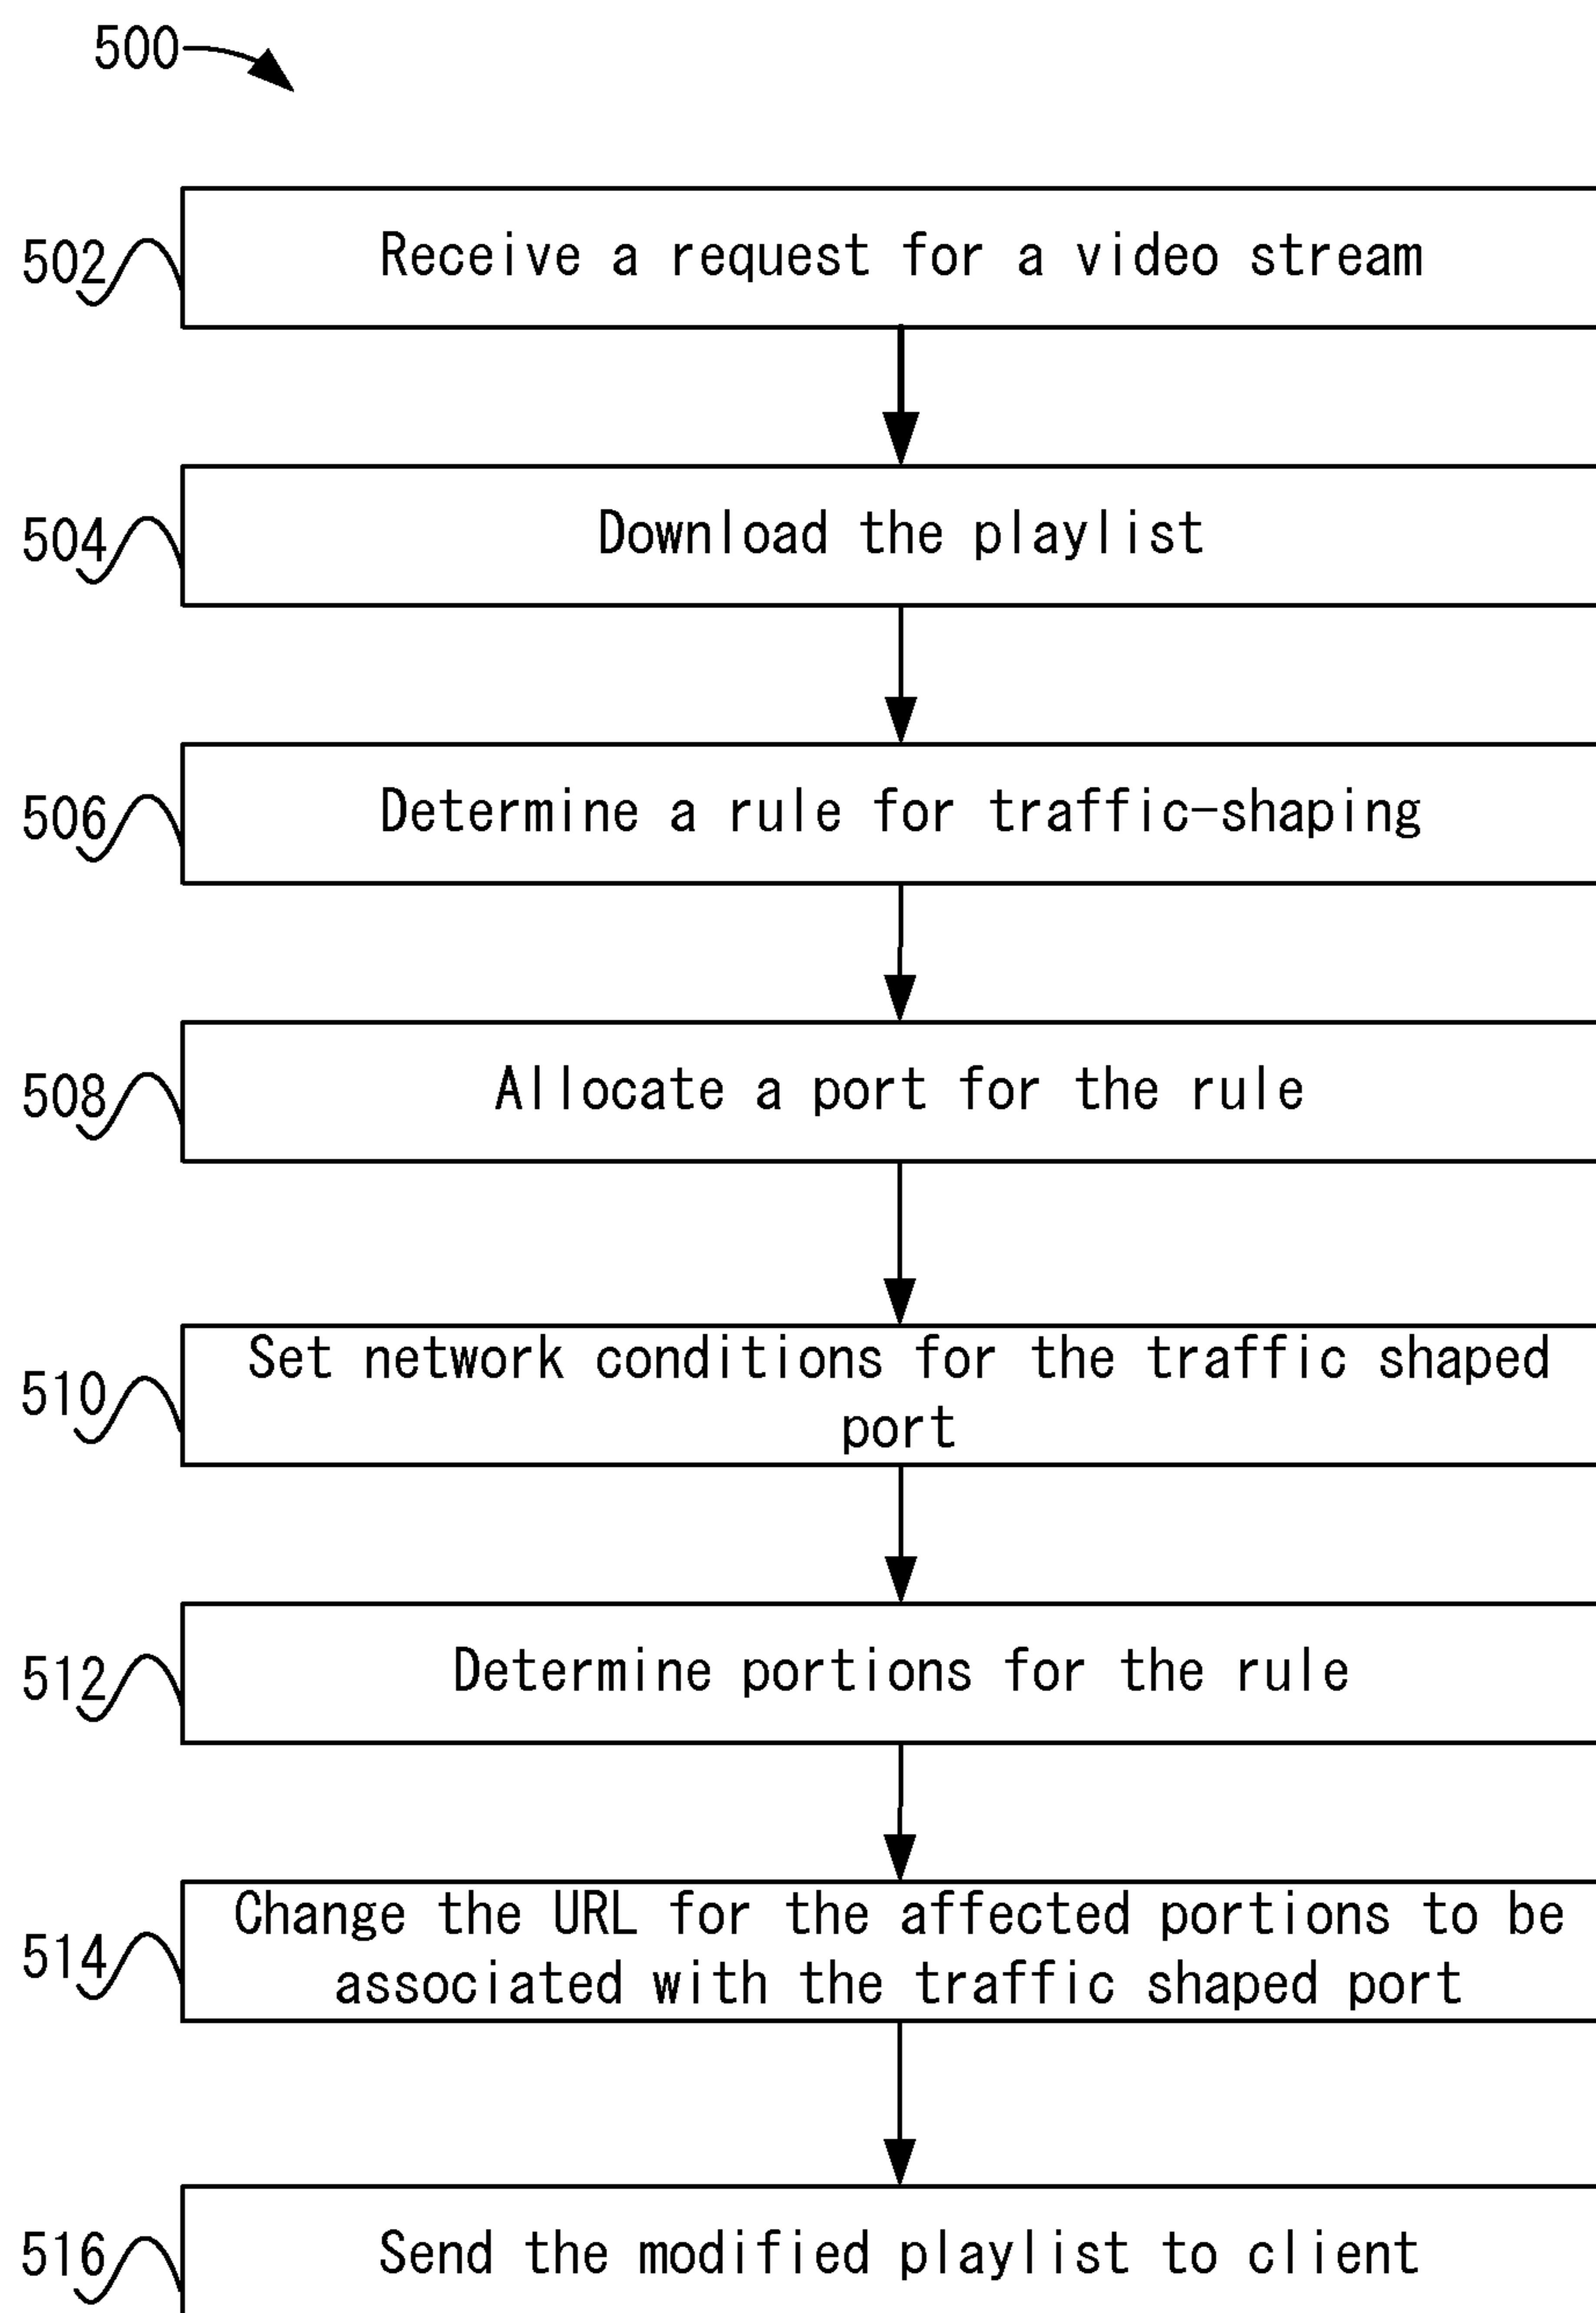 500
502 Receive a request for a video stream
504 Download the playlist
506 Determine a rule for traffic-shaping
508 Allocate a port for the rule
510 Set network conditions for the traffic shaped
port
512 Determine portions for the rule
514 Change the URL for the affected portions to be
associated with the traffic shaped port
516 Send the modified playlist to client